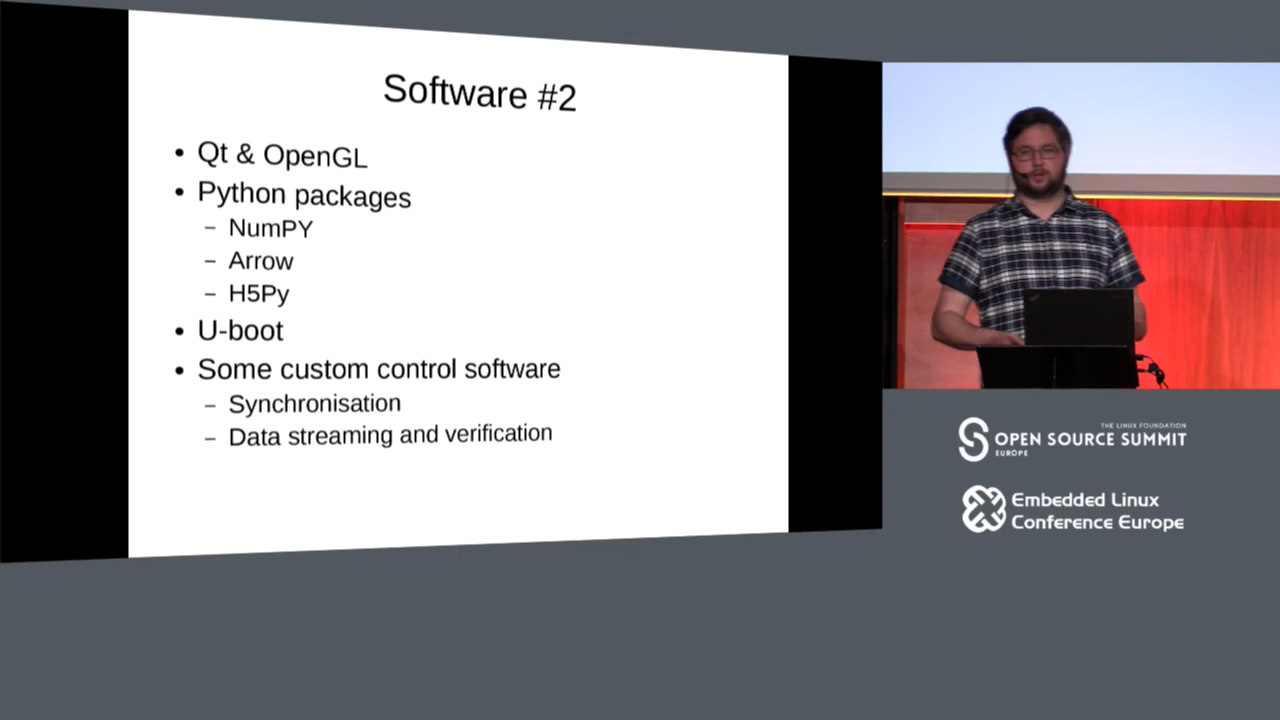 Software #2
• Qt & OpenGL
• Python packages
– NumPY
– Arrow
– H5Py
• U-boot
• Some custom control software
– Synchronisation
– Data streaming and verification
THE LINUX FOUNDATION
OPEN SOURCE SUMMIT
EUROPE
Embedded Linux
Conference Europe